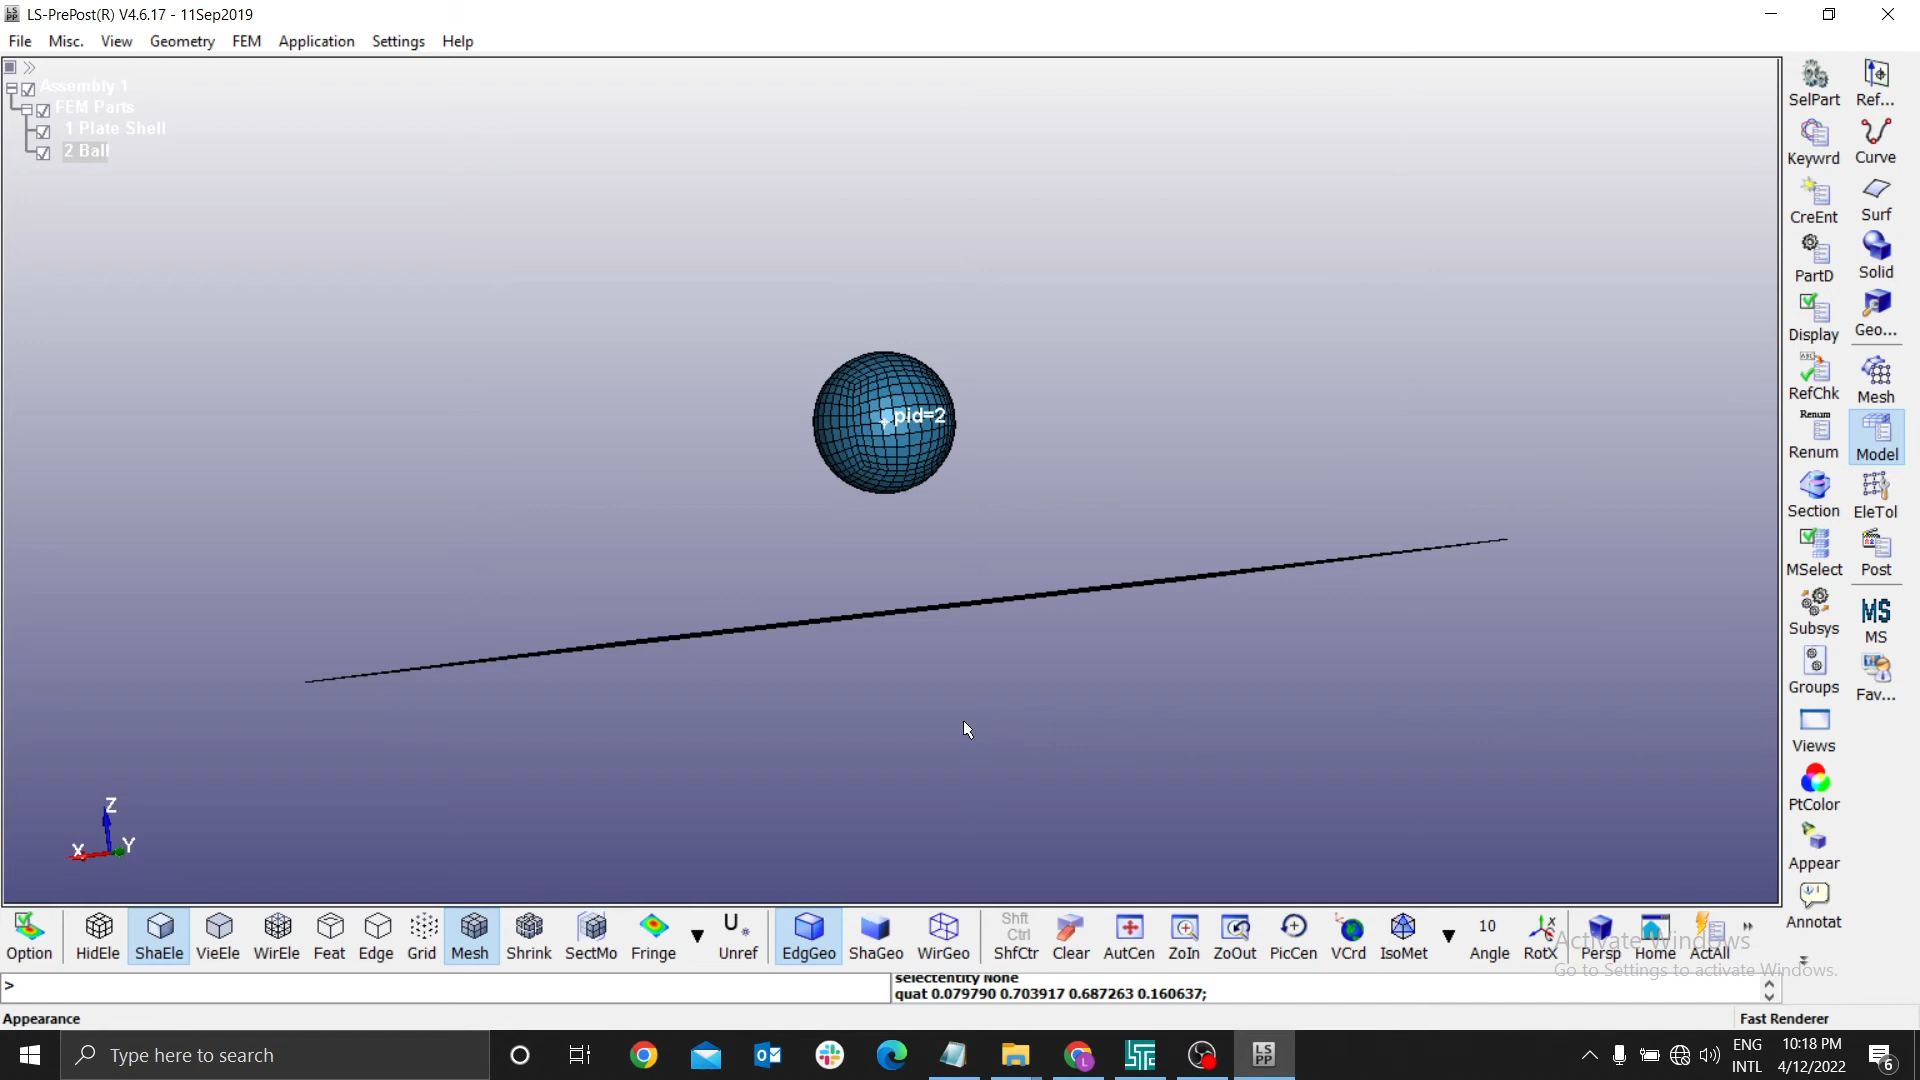 LS-PrePost(R) V4.6.17 - 11Sep2019
File Misc. View Geometry FEM Application Settings Help
Assembly 1
FEM Parts
1 Plate Shell
2 Ball
pid=2
Z
X Y
SelPart Ref...
Keywrd Curve
CreEnt Surf
PartD Solid
Display Geo...
RefChk Mesh
Renum
Renum Model
Section EleTol
MSelect Post
MS
Subsys MS
Groups Fav...
Views
PtColor
Appear
Annotat
Shft
Ctrl
U
10
Option HidEle ShaEle VieEle WirEle Feat Edge Grid Mesh Shrink SectMo Fringe Unref EdgGeo ShaGeo WirGeo ShfCtr Clear AutCen ZoIn ZoOut PicCen VCrd IsoMet Angle RotX Persp Home ActAll
Activate Windows
Go to Settings to activate Windows.
>
selectentity None
quat 0.079790 0.703917 0.687263 0.160637;
Appearance
Fast Renderer
Type here to search
LS
PP
ENG
INTL
10:18 PM
4/12/2022
6